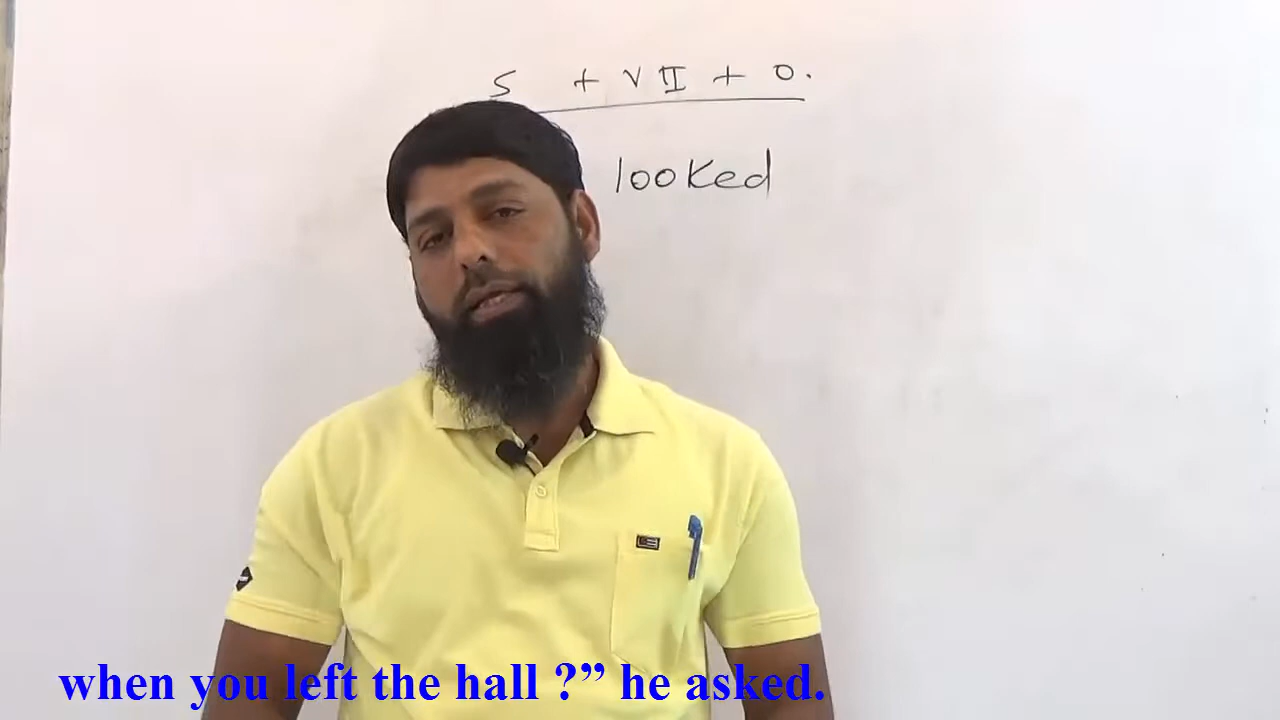 S + V II + O.
looked
when you left the hall ?” he asked.